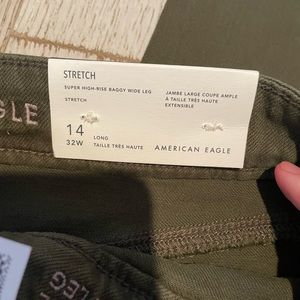 STRETCH
SUPER HIGH-RISE BAGGY WIDE LEG
STRETCH
JAMBE LARGE COUPE AMPLE
À TAILLE TRÈS HAUTE
EXTENSIBLE
14
32W
LONG
TAILLE TRÈS HAUTE
AMERICAN EAGLE
EAGLE
LEG